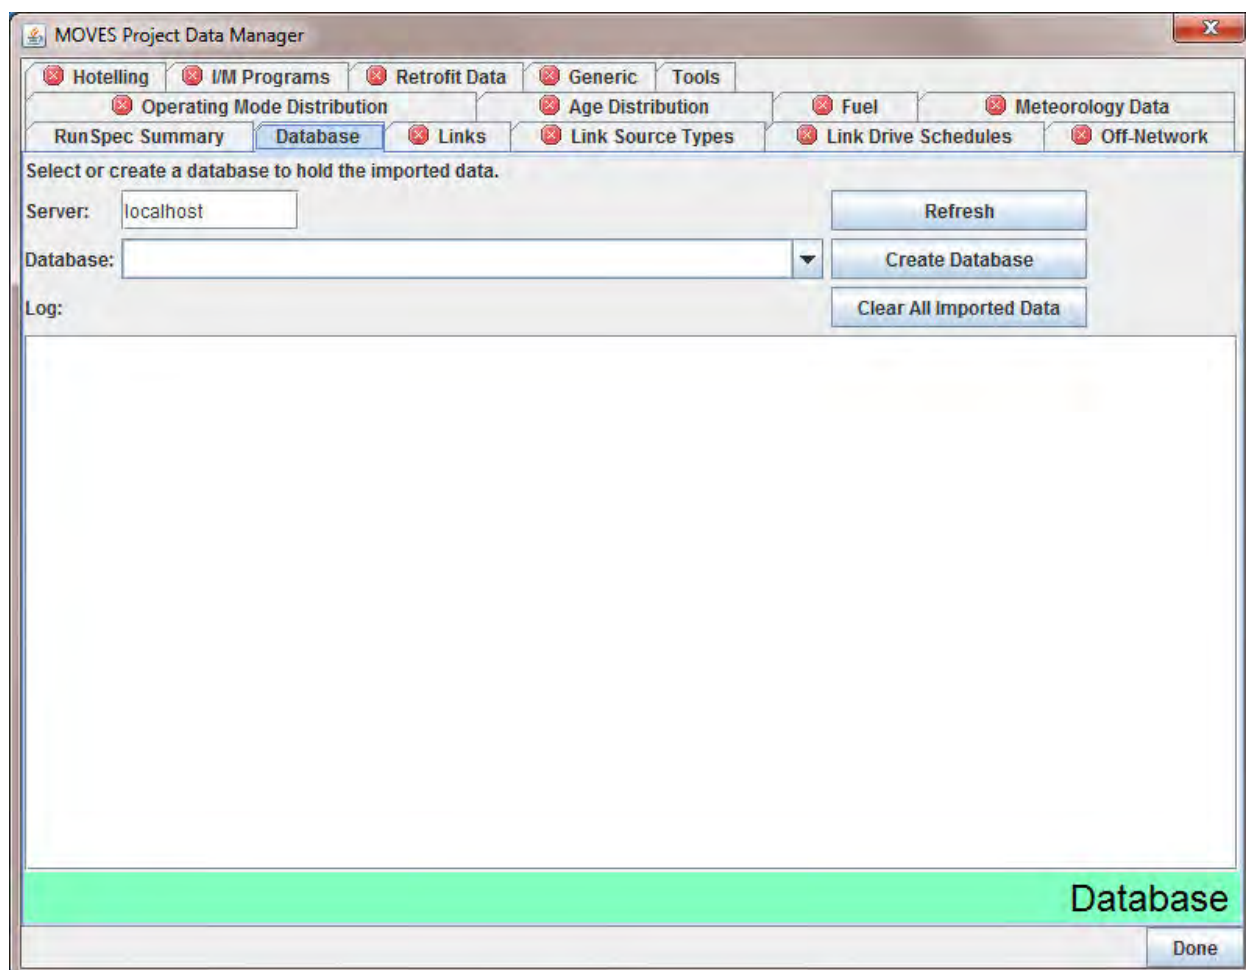 MOVES Project Data Manager
Hotelling I/M Programs Retrofit Data Generic Tools
Operating Mode Distribution Age Distribution Fuel Meteorology Data
RunSpec Summary Database Links Link Source Types Link Drive Schedules Off-Network
Select or create a database to hold the imported data.
Server: localhost Refresh
Database: Create Database
Log: Clear All Imported Data
Database
Done